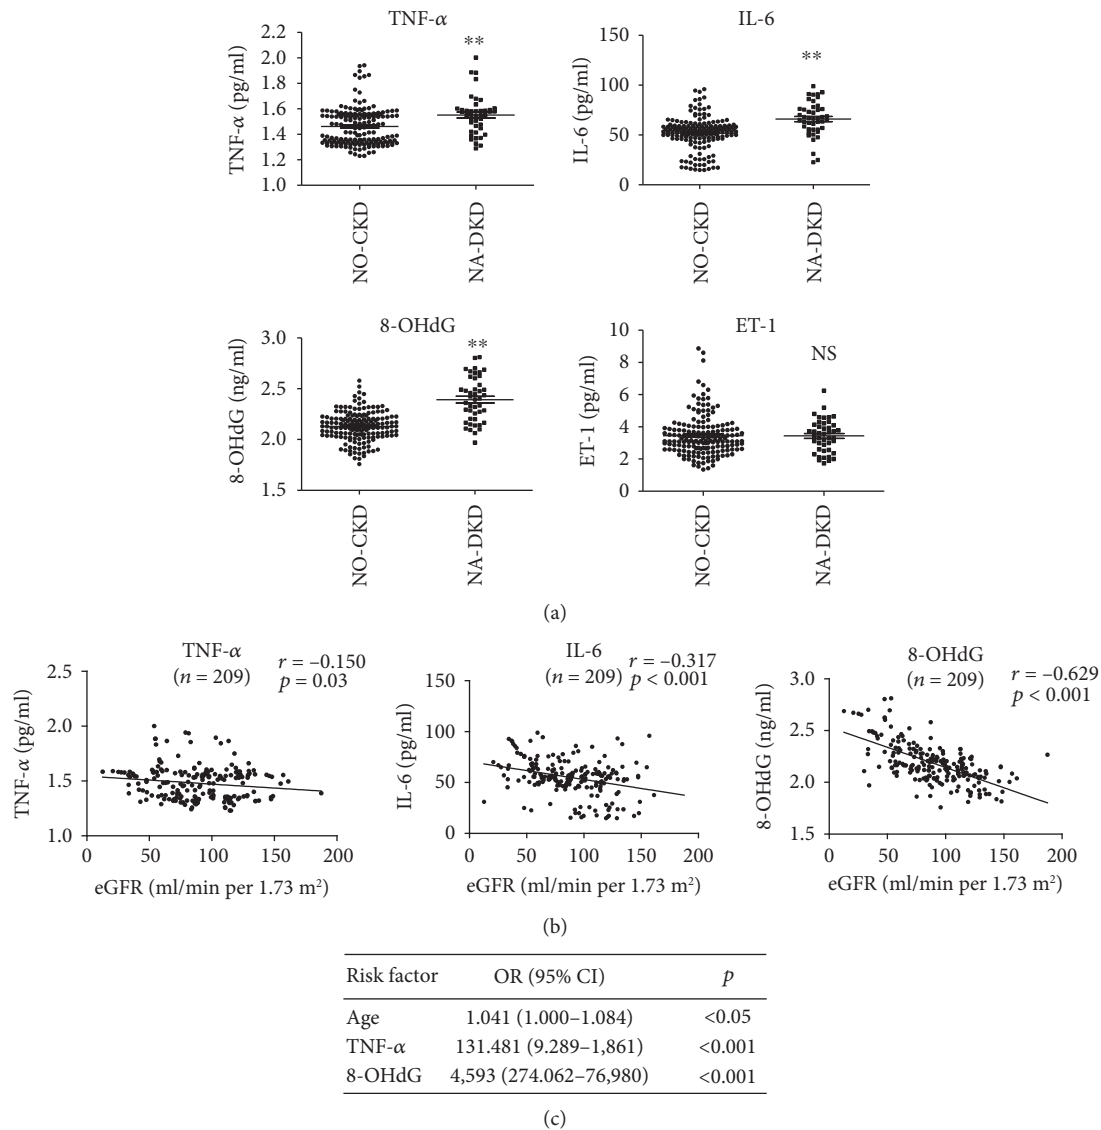 TNF-α
TNF-α (pg/ml)
2.2
2.0
1.8
1.6
1.4
1.2
1.0
**
NO-CKD
NA-DKD
IL-6
IL-6 (pg/ml)
150
100
50
0
**
NO-CKD
NA-DKD
8-OHdG
8-OHdG (ng/ml)
3.0
2.5
2.0
1.5
**
NO-CKD
NA-DKD
ET-1
ET-1 (pg/ml)
10
8
6
4
2
0
NS
NO-CKD
NA-DKD
(a)
TNF-α
(n = 209)
r = −0.150
p = 0.03
TNF-α (pg/ml)
2.5
2.0
1.5
1.0
0 50 100 150 200
eGFR (ml/min per 1.73 m²)
IL-6
(n = 209)
r = −0.317
p < 0.001
IL-6 (pg/ml)
150
100
50
0
0 50 100 150 200
eGFR (ml/min per 1.73 m²)
8-OHdG
(n = 209)
r = −0.629
p < 0.001
8-OHdG (ng/ml)
3.0
2.5
2.0
1.5
0 50 100 150 200
eGFR (ml/min per 1.73 m²)
(b)
Risk factor OR (95% CI) p
Age 1.041 (1.000–1.084) <0.05
TNF-α 131.481 (9.289–1,861) <0.001
8-OHdG 4,593 (274.062–76,980) <0.001
(c)